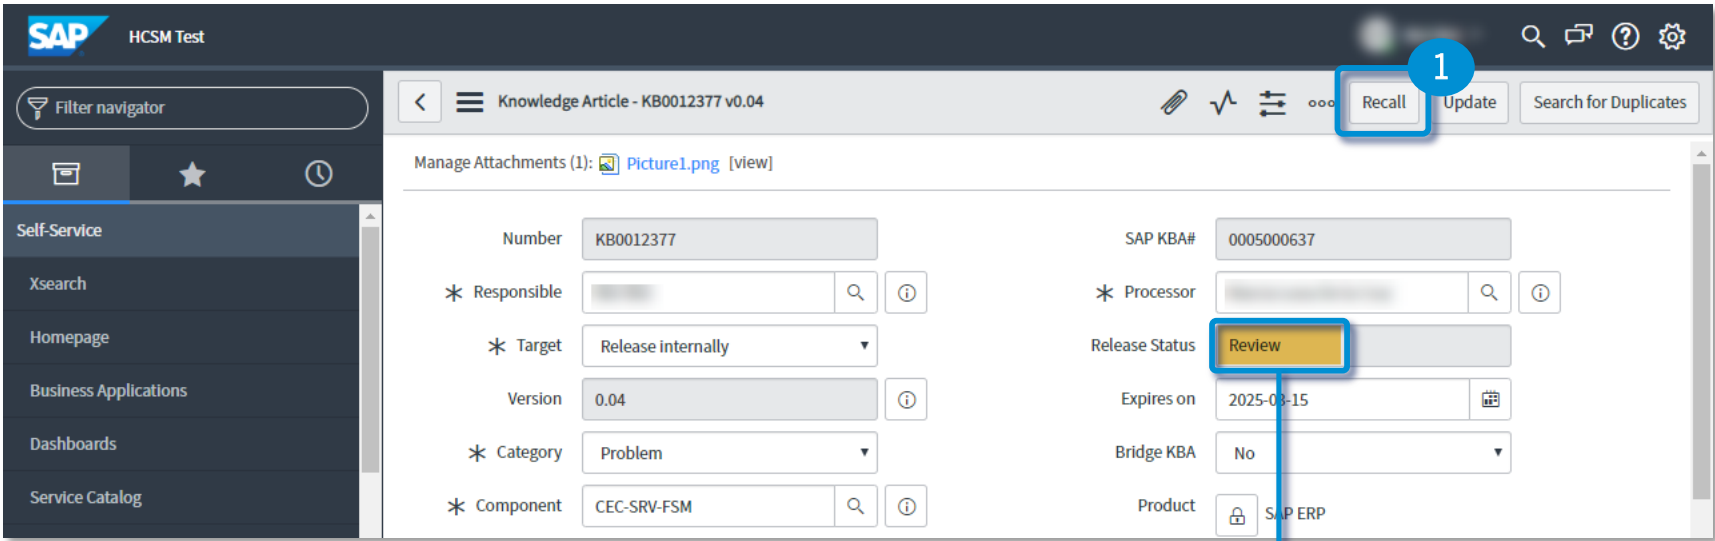 SAP HCSM Test
1
Filter navigator
Knowledge Article - KB0012377 v0.04
Recall
Update
Search for Duplicates
Manage Attachments (1): Picture1.png [view]
Self-Service
Xsearch
Homepage
Business Applications
Dashboards
Service Catalog
Number KB0012377
SAP KBA# 0005000637
* Responsible
* Processor
* Target Release internally
Release Status Review
Version 0.04
Expires on 2025-03-15
* Category Problem
Bridge KBA No
* Component CEC-SRV-FSM
Product SAP ERP